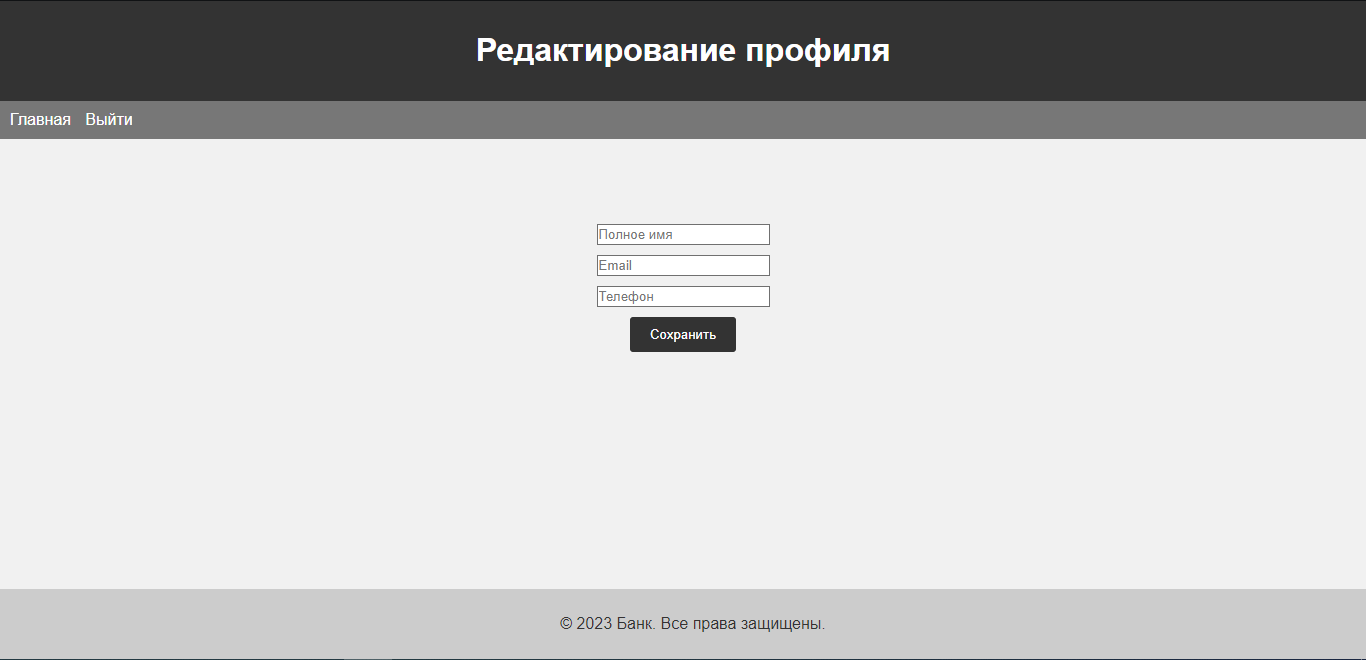 Редактирование профиля
Главная Выйти
Полное имя
Email
Телефон
Сохранить
© 2023 Банк. Все права защищены.